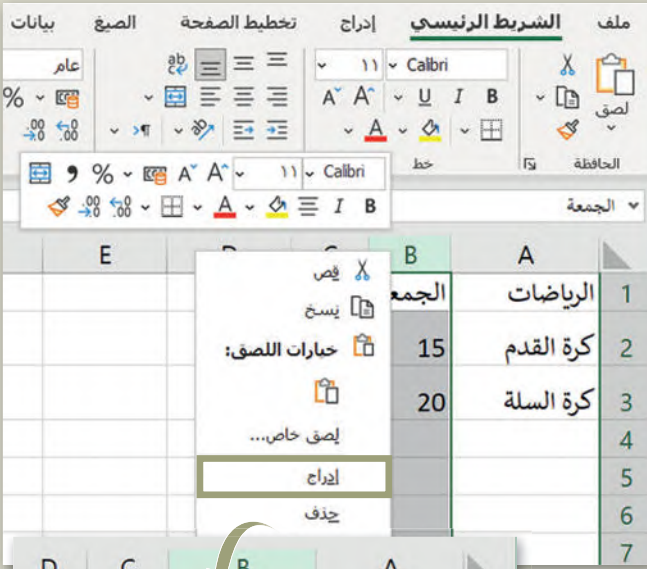 ملف الشريط الرئيسي إدراج تخطيط الصفحة الصيغ بيانات
Calibri ١١ عام
لصق B I U A A ab %
A
الحافظة خط
Calibri ١١ A A % ,
B I A
الجمعة
A B E
1 الرياضات
2 كرة القدم 15
3 كرة السلة 20
4
5
6
7
قص
نسخ
خيارات اللصق:
لصق خاص...
إدراج
حذف
A B C D